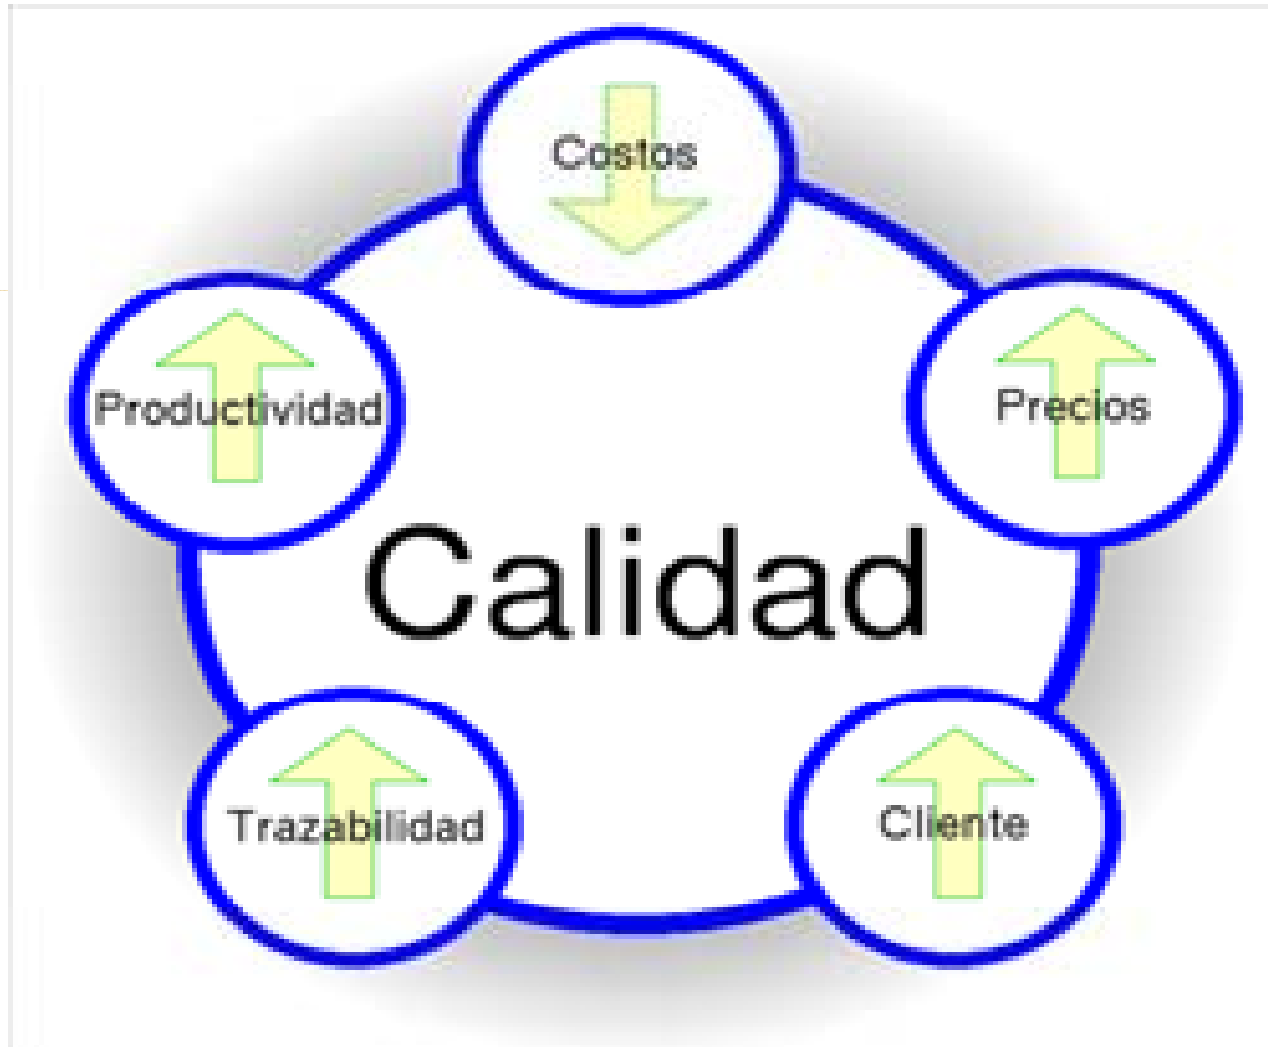 Costos
Productividad
Precios
Calidad
Trazabilidad
Cliente